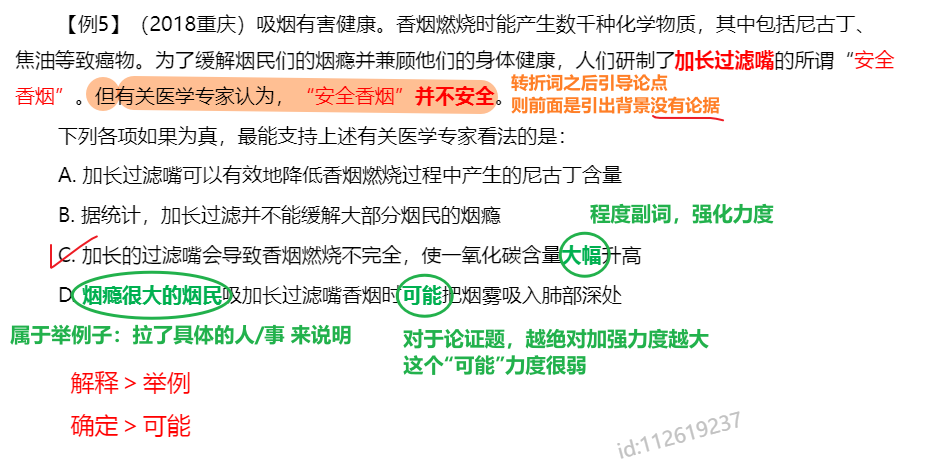 【例5】（2018重庆）吸烟有害健康。香烟燃烧时能产生数千种化学物质，其中包括尼古丁、
焦油等致癌物。为了缓解烟民们的烟瘾并兼顾他们的身体健康，人们研制了加长过滤嘴的所谓“安全
香烟”。但有关医学专家认为，“安全香烟”并不安全。
转折词之后引导论点
则前面是引出背景没有论据
下列各项如果为真，最能支持上述有关医学专家看法的是：
A. 加长过滤嘴可以有效地降低香烟燃烧过程中产生的尼古丁含量
B. 据统计，加长过滤并不能缓解大部分烟民的烟瘾
程度副词，强化力度
C. 加长的过滤嘴会导致香烟燃烧不完全，使一氧化碳含量大幅升高
D. 烟瘾很大的烟民吸加长过滤嘴香烟时可能把烟雾吸入肺部深处
属于举例子：拉了具体的人/事 来说明
对于论证题，越绝对加强力度越大
这个“可能”力度很弱
解释＞举例
确定＞可能
id:112619237